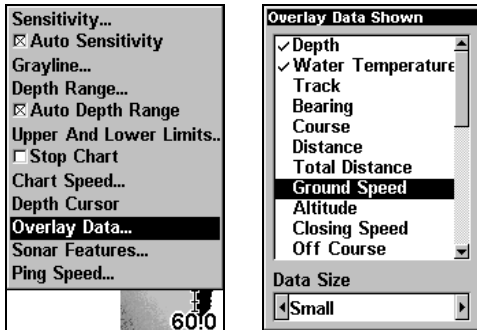 Sensitivity...
Auto Sensitivity
Grayline...
Depth Range...
Auto Depth Range
Upper And Lower Limits..
Stop Chart
Chart Speed...
Depth Cursor
Overlay Data...
Sonar Features...
Ping Speed...
60.0
Overlay Data Shown
Depth
Water Temperature
Track
Bearing
Course
Distance
Total Distance
Ground Speed
Altitude
Closing Speed
Off Course
Data Size
Small